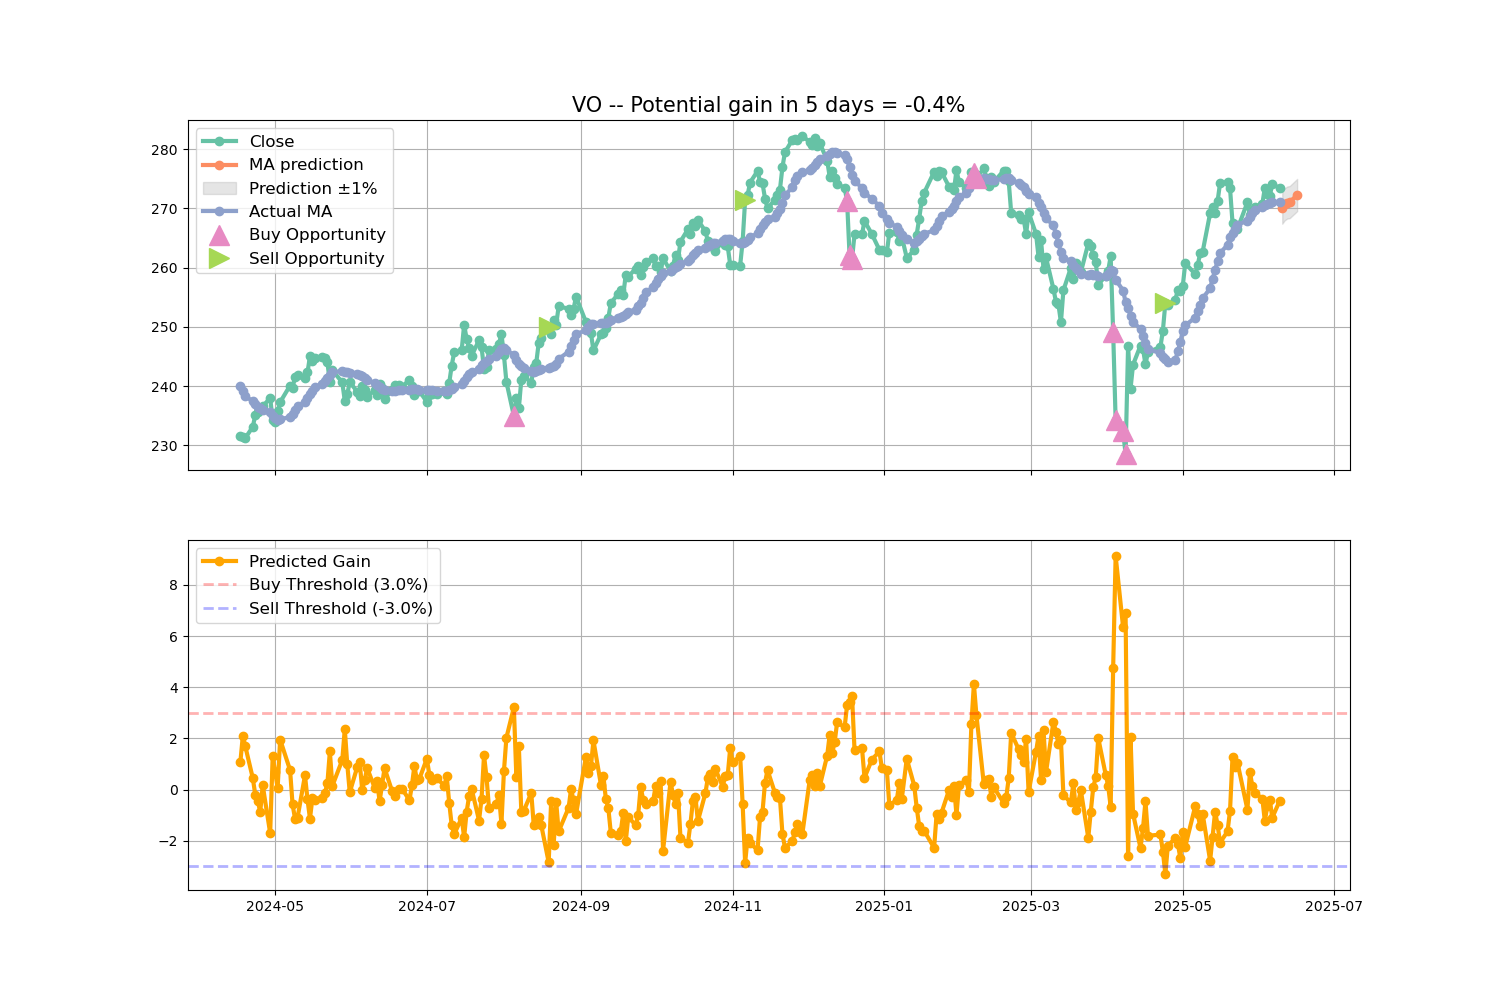 VO -- Potential gain in 5 days = -0.4%
Close
MA prediction
Prediction ±1%
Actual MA
Buy Opportunity
Sell Opportunity
280
270
260
250
240
230
Predicted Gain
Buy Threshold (3.0%)
Sell Threshold (-3.0%)
8
6
4
2
0
−2
2024-05
2024-07
2024-09
2024-11
2025-01
2025-03
2025-05
2025-07